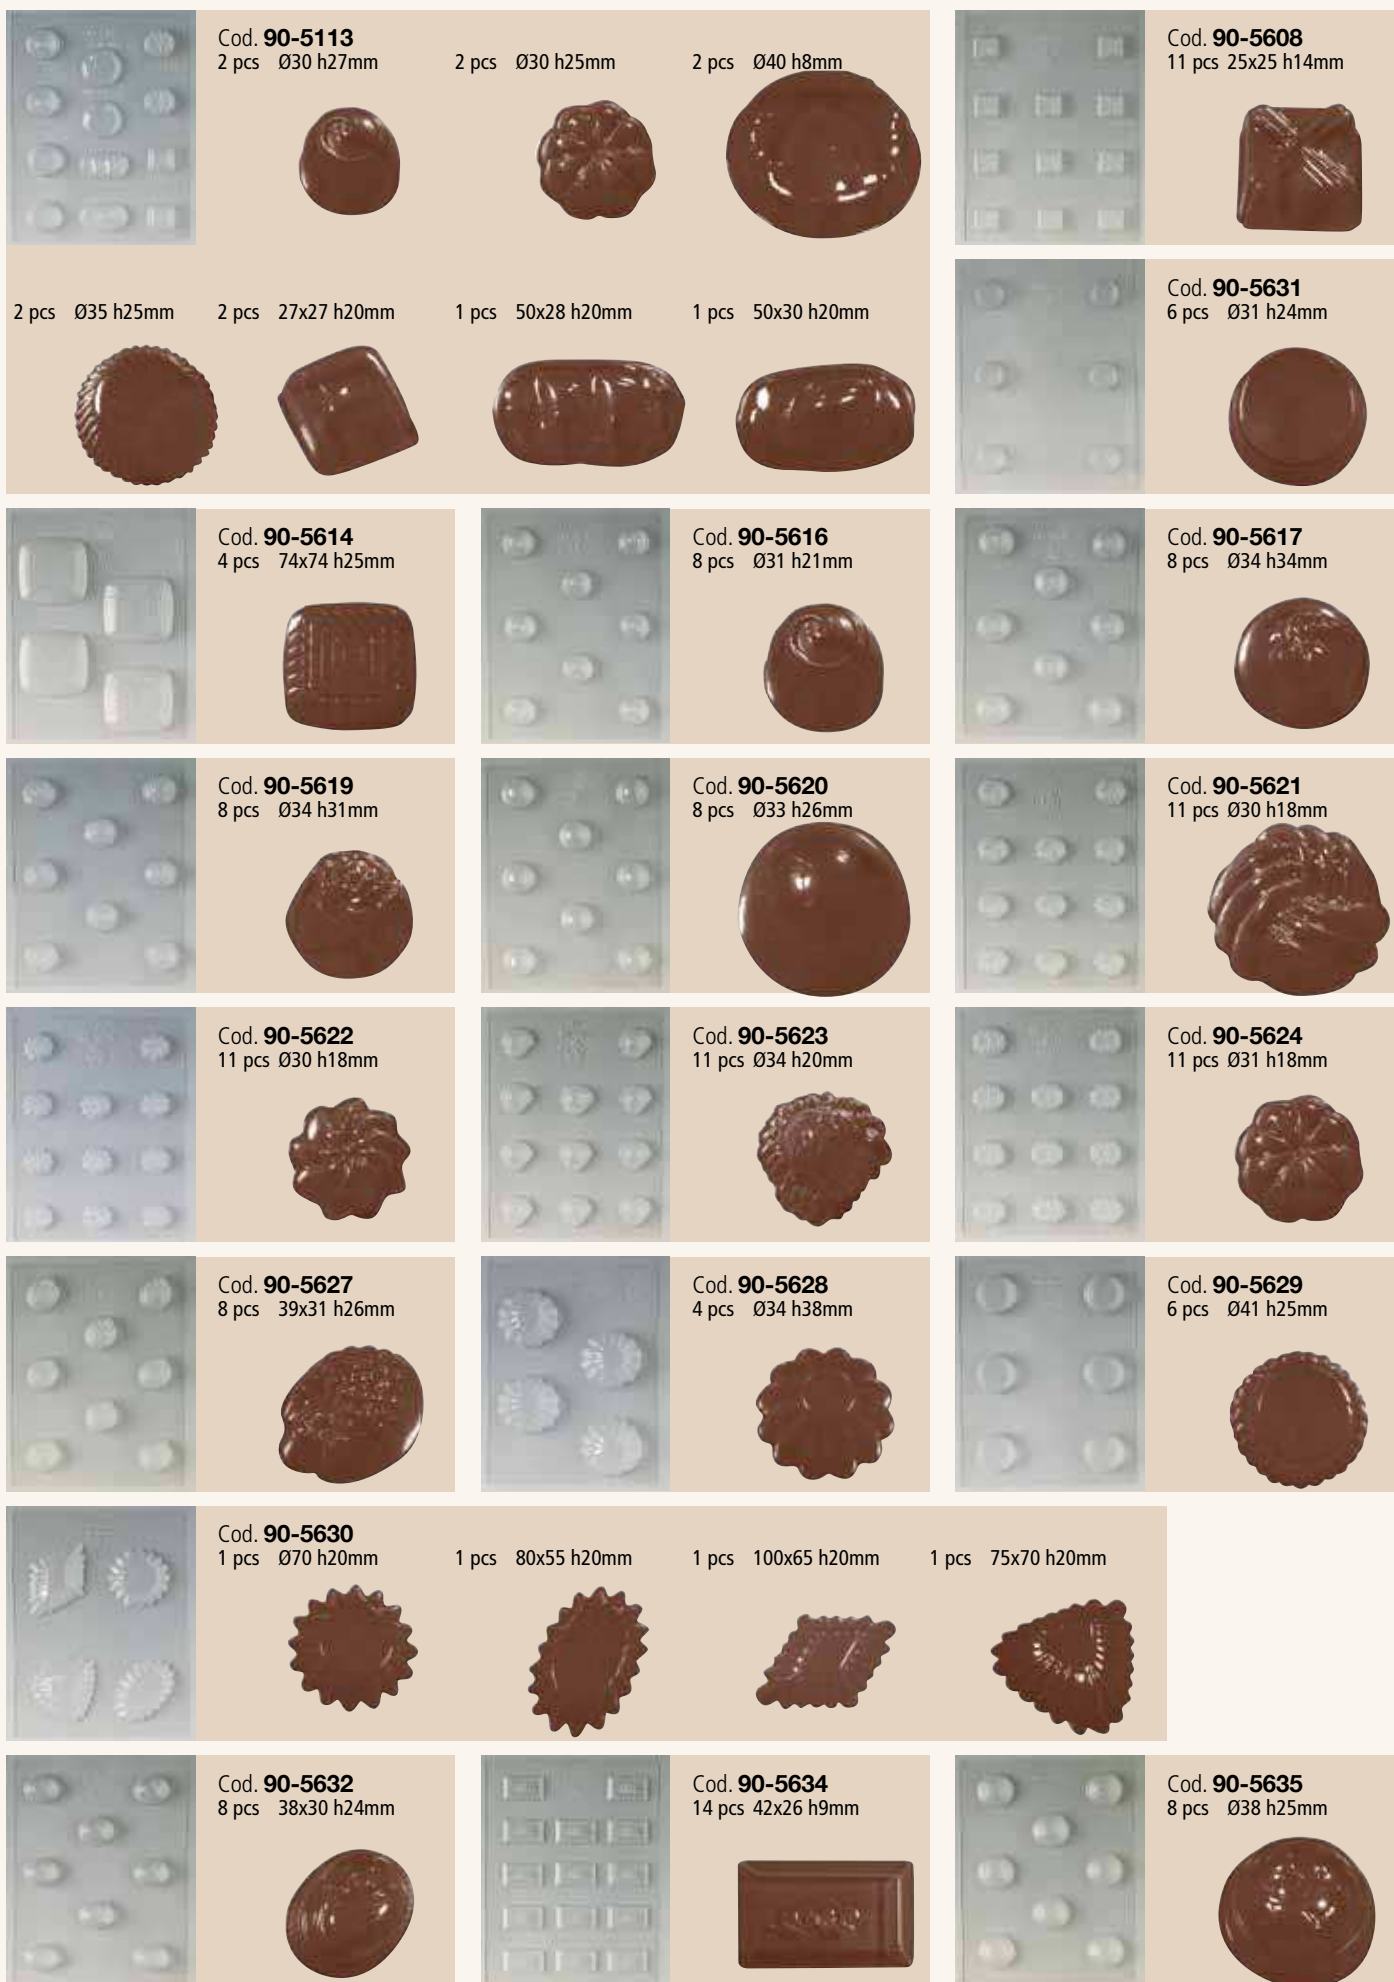 Cod. 90-5113
2 pcs Ø30 h27mm 2 pcs Ø30 h25mm 2 pcs Ø40 h8mm
2 pcs Ø35 h25mm 2 pcs 27x27 h20mm 1 pcs 50x28 h20mm 1 pcs 50x30 h20mm
Cod. 90-5608
11 pcs 25x25 h14mm
Cod. 90-5631
6 pcs Ø31 h24mm
Cod. 90-5614
4 pcs 74x74 h25mm
Cod. 90-5616
8 pcs Ø31 h21mm
Cod. 90-5617
8 pcs Ø34 h34mm
Cod. 90-5619
8 pcs Ø34 h31mm
Cod. 90-5620
8 pcs Ø33 h26mm
Cod. 90-5621
11 pcs Ø30 h18mm
Cod. 90-5622
11 pcs Ø30 h18mm
Cod. 90-5623
11 pcs Ø34 h20mm
Cod. 90-5624
11 pcs Ø31 h18mm
Cod. 90-5627
8 pcs 39x31 h26mm
Cod. 90-5628
4 pcs Ø34 h38mm
Cod. 90-5629
6 pcs Ø41 h25mm
Cod. 90-5630
1 pcs Ø70 h20mm 1 pcs 80x55 h20mm 1 pcs 100x65 h20mm 1 pcs 75x70 h20mm
Cod. 90-5632
8 pcs 38x30 h24mm
Cod. 90-5634
14 pcs 42x26 h9mm
Cod. 90-5635
8 pcs Ø38 h25mm